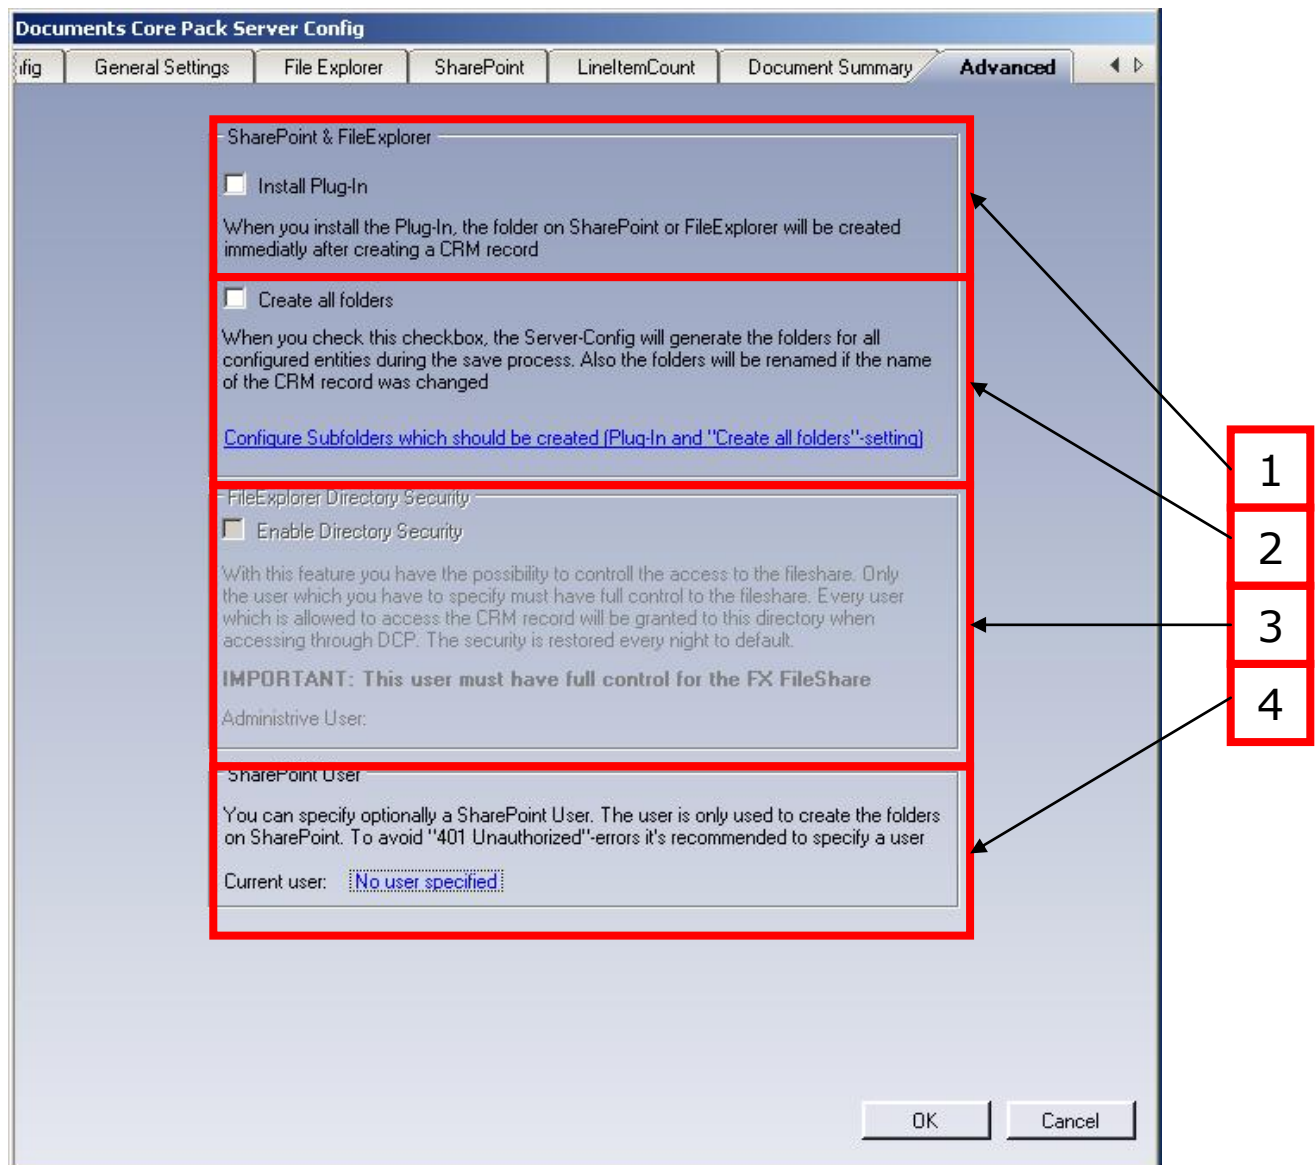 Documents Core Pack Server Config
ifig General Settings File Explorer SharePoint LineItemCount Document Summary Advanced
SharePoint & FileExplorer
Install Plug-In
When you install the Plug-In, the folder on SharePoint or FileExplorer will be created
immediatly after creating a CRM record
Create all folders
When you check this checkbox, the Server-Config will generate the folders for all
configured entities during the save process. Also the folders will be renamed if the name
of the CRM record was changed
Configure Subfolders which should be created (Plug-In and "Create all folders"-setting)
FileExplorer Directory Security
Enable Directory Security
With this feature you have the possibility to controll the access to the fileshare. Only
the user which you have to specify must have full control to the fileshare. Every user
which is allowed to access the CRM record will be granted to this directory when
accessing through DCP. The security is restored every night to default.
IMPORTANT: This user must have full control for the FX FileShare
Administrive User:
SharePoint User
You can specify optionally a SharePoint User. The user is only used to create the folders
on SharePoint. To avoid "401 Unauthorized"-errors it's recommended to specify a user
Current user: No user specified
OK Cancel
1
2
3
4